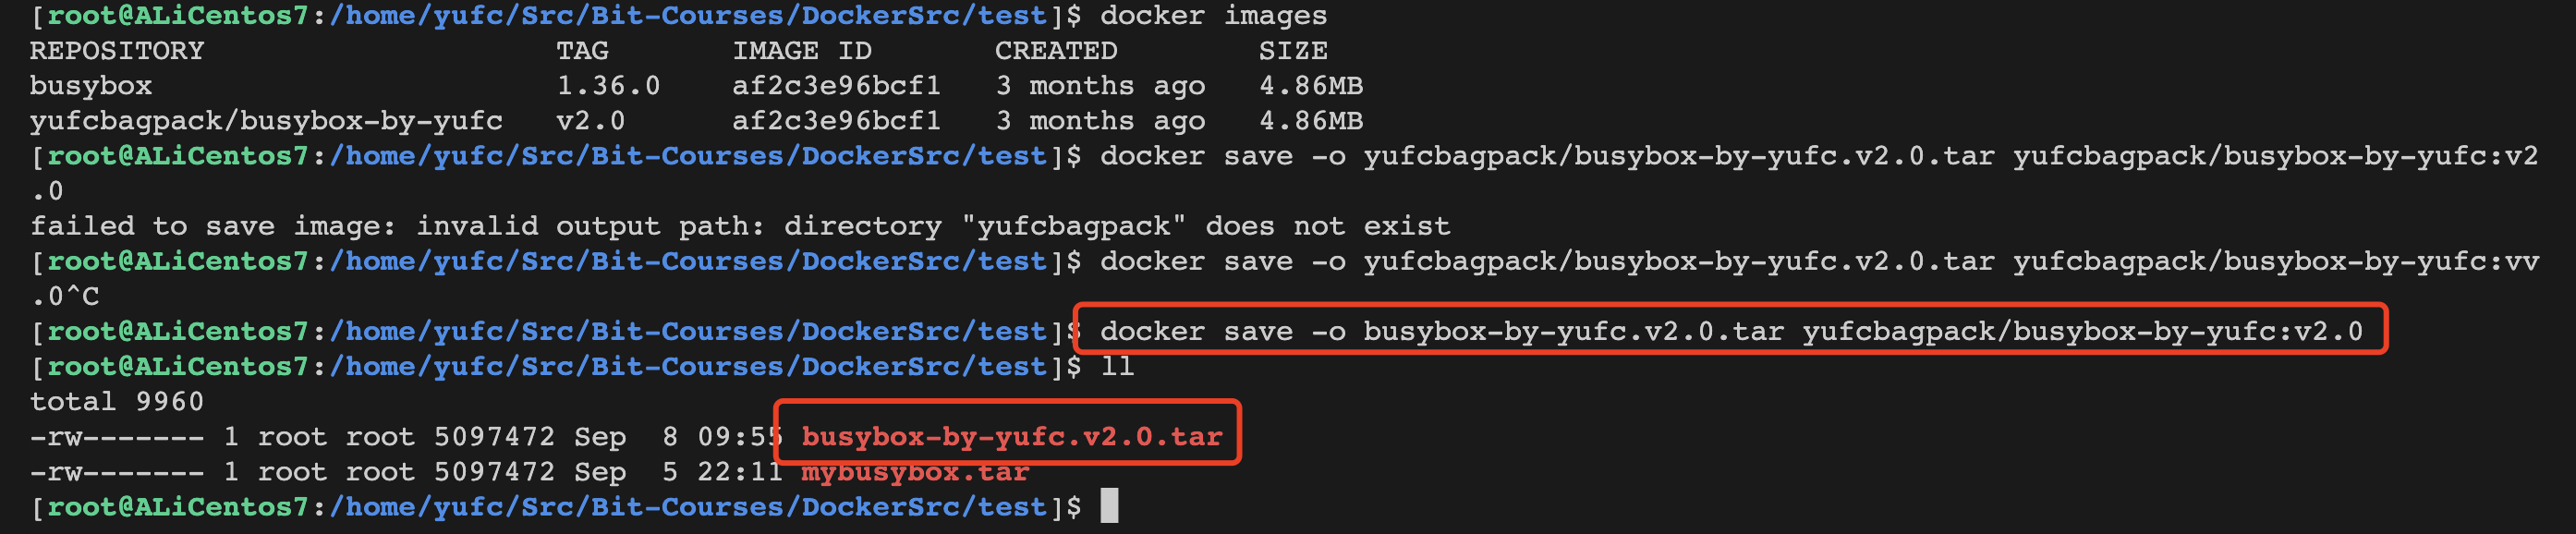 [root@ALiCentos7:/home/yufc/Src/Bit-Courses/DockerSrc/test]$ docker images
REPOSITORY                    TAG       IMAGE ID       CREATED        SIZE
busybox                       1.36.0    af2c3e96bcf1   3 months ago   4.86MB
yufcbagpack/busybox-by-yufc   v2.0      af2c3e96bcf1   3 months ago   4.86MB
[root@ALiCentos7:/home/yufc/Src/Bit-Courses/DockerSrc/test]$ docker save -o yufcbagpack/busybox-by-yufc.v2.0.tar yufcbagpack/busybox-by-yufc:v2
.0
failed to save image: invalid output path: directory "yufcbagpack" does not exist
[root@ALiCentos7:/home/yufc/Src/Bit-Courses/DockerSrc/test]$ docker save -o yufcbagpack/busybox-by-yufc.v2.0.tar yufcbagpack/busybox-by-yufc:vv
.0^C
[root@ALiCentos7:/home/yufc/Src/Bit-Courses/DockerSrc/test]$ docker save -o busybox-by-yufc.v2.0.tar yufcbagpack/busybox-by-yufc:v2.0
[root@ALiCentos7:/home/yufc/Src/Bit-Courses/DockerSrc/test]$ ll
total 9960
-rw------- 1 root root 5097472 Sep  8 09:55 busybox-by-yufc.v2.0.tar
-rw------- 1 root root 5097472 Sep  5 22:11 mybusybox.tar
[root@ALiCentos7:/home/yufc/Src/Bit-Courses/DockerSrc/test]$